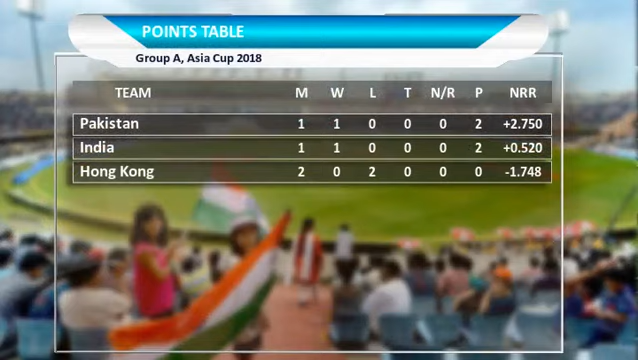 POINTS TABLE
Group A, Asia Cup 2018
TEAM M W L T N/R P NRR
Pakistan 1 1 0 0 0 2 +2.750
India 1 1 0 0 0 2 +0.520
Hong Kong 2 0 2 0 0 0 -1.748